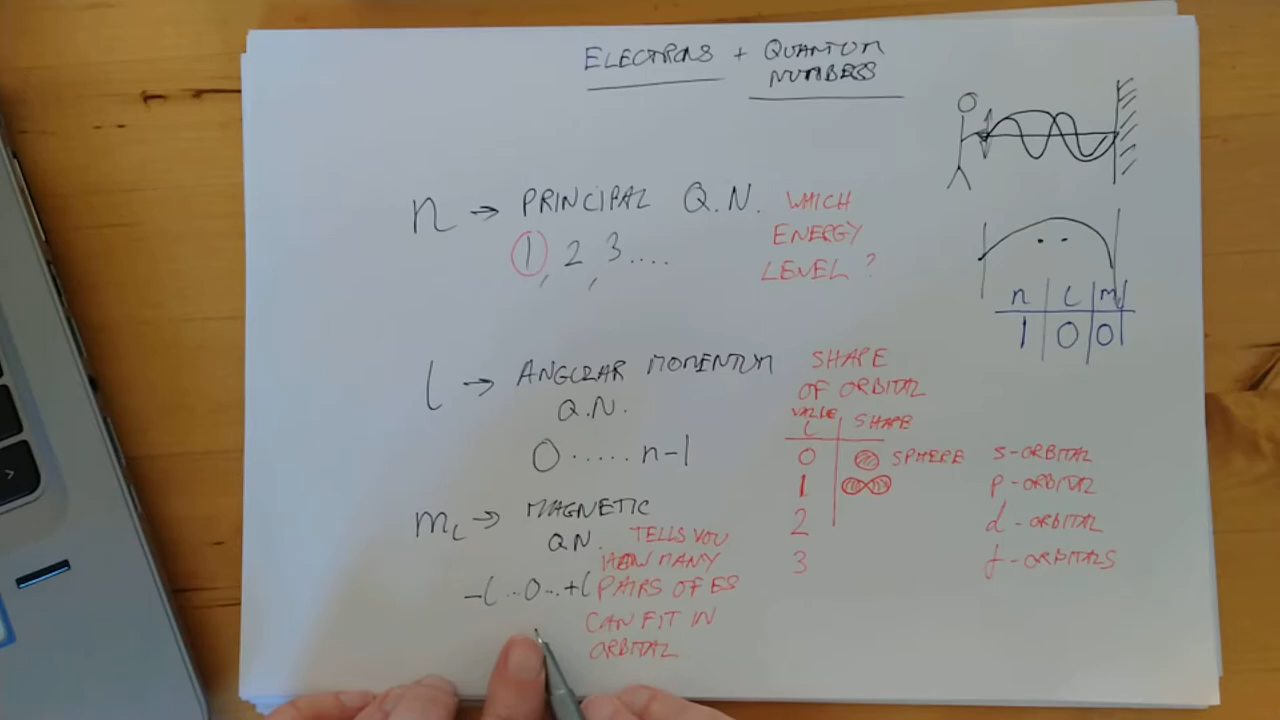 ELECTRONS + QUANTUM
NUMBERS
n → PRINCIPAL Q.N.
1, 2, 3....
WHICH
ENERGY
LEVEL?
n | l | m
1 | 0 | 0
l → ANGULAR MOMENTUM
Q.N.
0.....n-1
SHAPE
OF ORBITAL
VALUE
L | SHAPE
0 SPHERE s-ORBITAL
1 p-ORBITAL
2 d-ORBITAL
3 f-ORBITALS
mL → MAGNETIC
QN.
-l...0...+l
TELLS YOU
HOW MANY
PAIRS OF ES
CAN FIT IN
ORBITAL